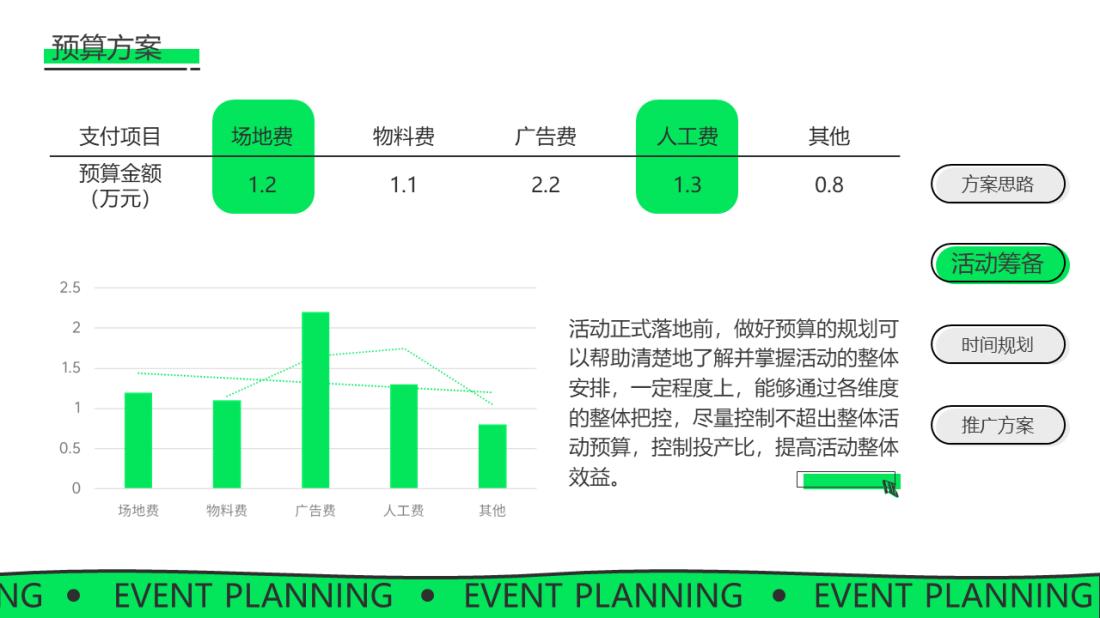 预算方案
支付项目 场地费 物料费 广告费 人工费 其他
预算金额
（万元） 1.2 1.1 2.2 1.3 0.8
方案思路
活动筹备
时间规划
推广方案
2.5
2
1.5
1
0.5
0
场地费 物料费 广告费 人工费 其他
活动正式落地前，做好预算的规划可
以帮助清楚地了解并掌握活动的整体
安排，一定程度上，能够通过各维度
的整体把控，尽量控制不超出整体活
动预算，控制投产比，提高活动整体
效益。
NG • EVENT PLANNING • EVENT PLANNING • EVENT PLANNING